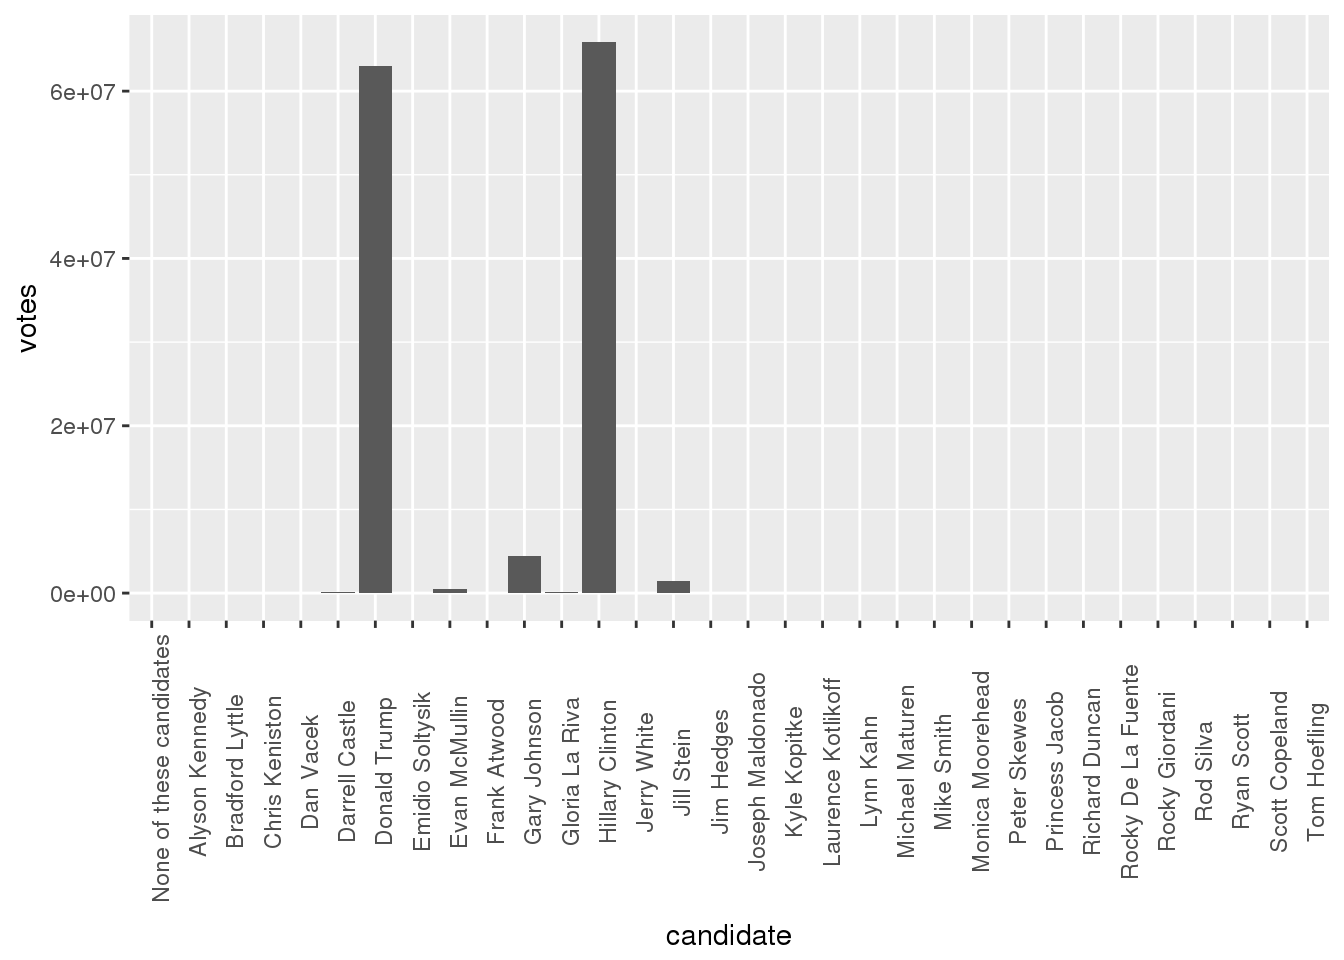 votes
6e+07
4e+07
2e+07
0e+00
None of these candidates
Alyson Kennedy
Bradford Lyttle
Chris Keniston
Dan Vacek
Darrell Castle
Donald Trump
Emidio Soltysik
Evan McMullin
Frank Atwood
Gary Johnson
Gloria La Riva
Hillary Clinton
Jerry White
Jill Stein
Jim Hedges
Joseph Maldonado
Kyle Kopitke
Laurence Kotlikoff
Lynn Kahn
Michael Maturen
Mike Smith
Monica Moorehead
Peter Skewes
Princess Jacob
Richard Duncan
Rocky De La Fuente
Rocky Giordani
Rod Silva
Ryan Scott
Scott Copeland
Tom Hoefling
candidate